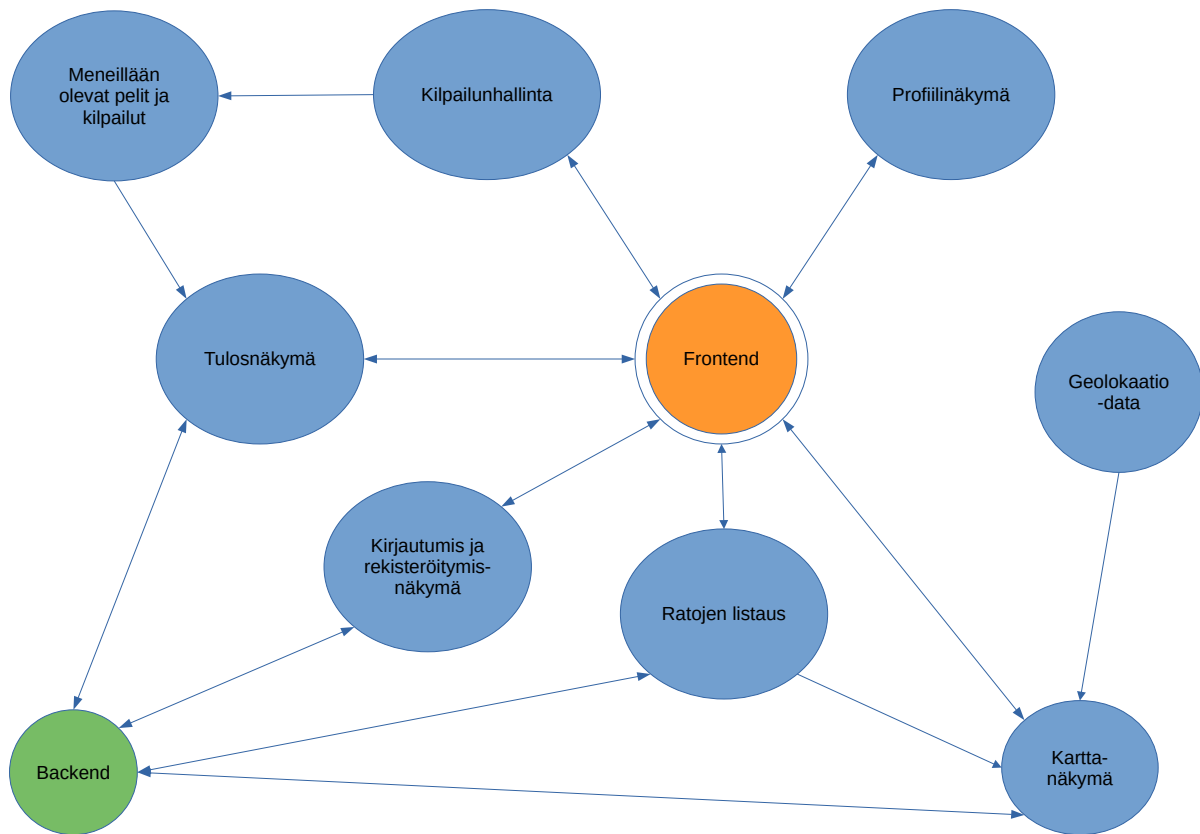 Meneillään
olevat pelit ja
kilpailut
Kilpailunhallinta
Profiilinäkymä
Tulosnäkymä
Frontend
Geolokaatio
-data
Kirjautumis ja
rekisteröitymis-
näkymä
Ratojen listaus
Backend
Kartta-
näkymä